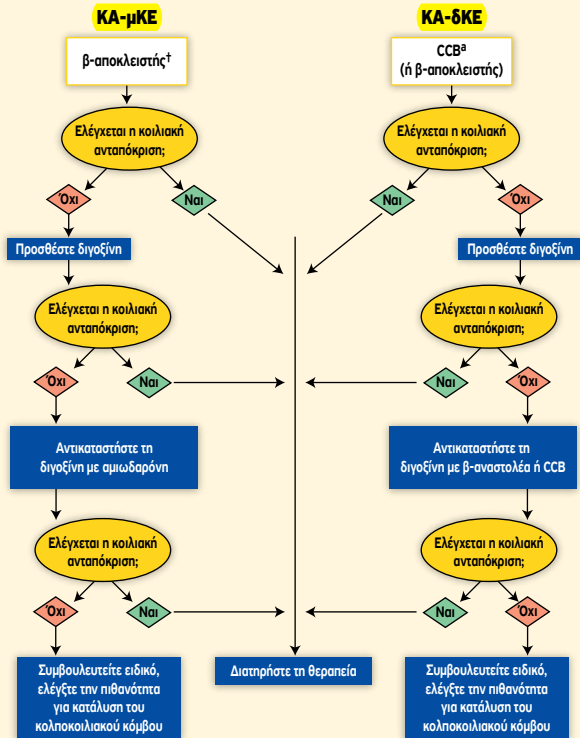 ΚΑ-μΚΕ
β-αποκλειστής†
Ελέγχεται η κοιλιακή
ανταπόκριση;
Όχι
Ναι
Προσθέστε διγοξίνη
Ελέγχεται η κοιλιακή
ανταπόκριση;
Όχι
Ναι
Αντικαταστήστε τη
διγοξίνη με αμιωδαρόνη
Ελέγχεται η κοιλιακή
ανταπόκριση;
Όχι
Ναι
Συμβουλευτείτε ειδικό,
ελέγξτε την πιθανότητα
για κατάλυση του
κολποκοιλιακού κόμβου
Διατηρήστε τη θεραπεία
ΚΑ-δΚΕ
CCBª
(ή β-αποκλειστής)
Ελέγχεται η κοιλιακή
ανταπόκριση;
Ναι
Όχι
Προσθέστε διγοξίνη
Ελέγχεται η κοιλιακή
ανταπόκριση;
Ναι
Όχι
Αντικαταστήστε τη
διγοξίνη με β-αναστολέα ή CCB
Ελέγχεται η κοιλιακή
ανταπόκριση;
Ναι
Όχι
Συμβουλευτείτε ειδικό,
ελέγξτε την πιθανότητα
για κατάλυση του
κολποκοιλιακού κόμβου